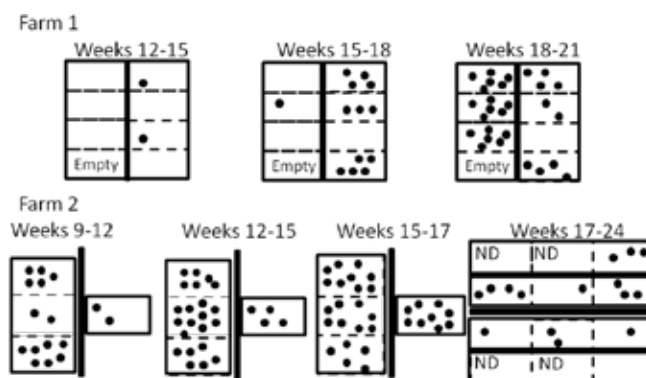 Farm 1
Weeks 12-15 Weeks 15-18 Weeks 18-21
Empty Empty Empty
Farm 2
Weeks 9-12 Weeks 12-15 Weeks 15-17 Weeks 17-24
ND ND
ND ND